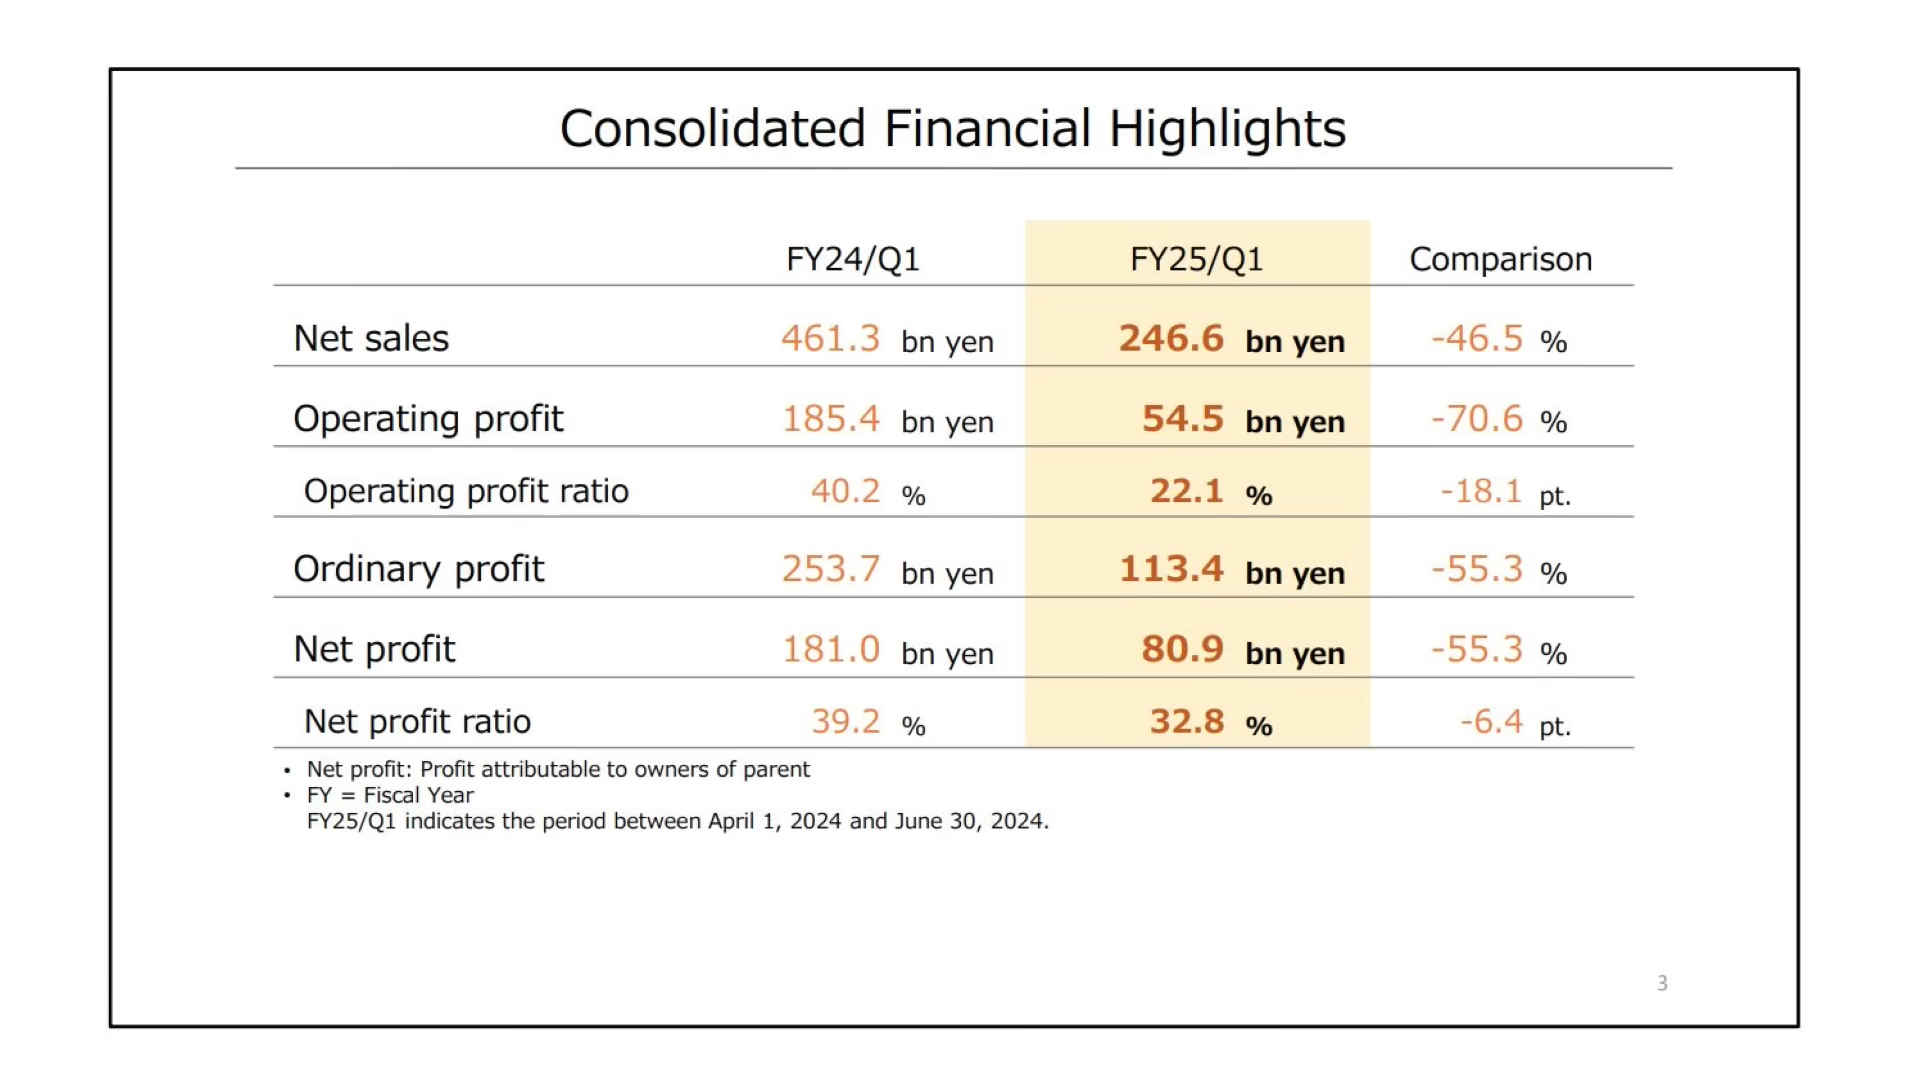 Consolidated Financial Highlights
FY24/Q1 FY25/Q1 Comparison
Net sales 461.3 bn yen 246.6 bn yen -46.5 %
Operating profit 185.4 bn yen 54.5 bn yen -70.6 %
Operating profit ratio 40.2 % 22.1 % -18.1 pt.
Ordinary profit 253.7 bn yen 113.4 bn yen -55.3 %
Net profit 181.0 bn yen 80.9 bn yen -55.3 %
Net profit ratio 39.2 % 32.8 % -6.4 pt.
• Net profit: Profit attributable to owners of parent
• FY = Fiscal Year
FY25/Q1 indicates the period between April 1, 2024 and June 30, 2024.
3